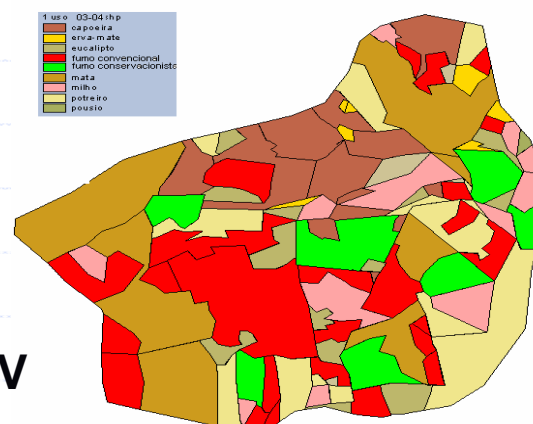 1 uso 03-04 shp
capoeira
erva-mate
eucalipto
fumo convencional
fumo conservacionista
mata
milho
potreiro
pousio
V